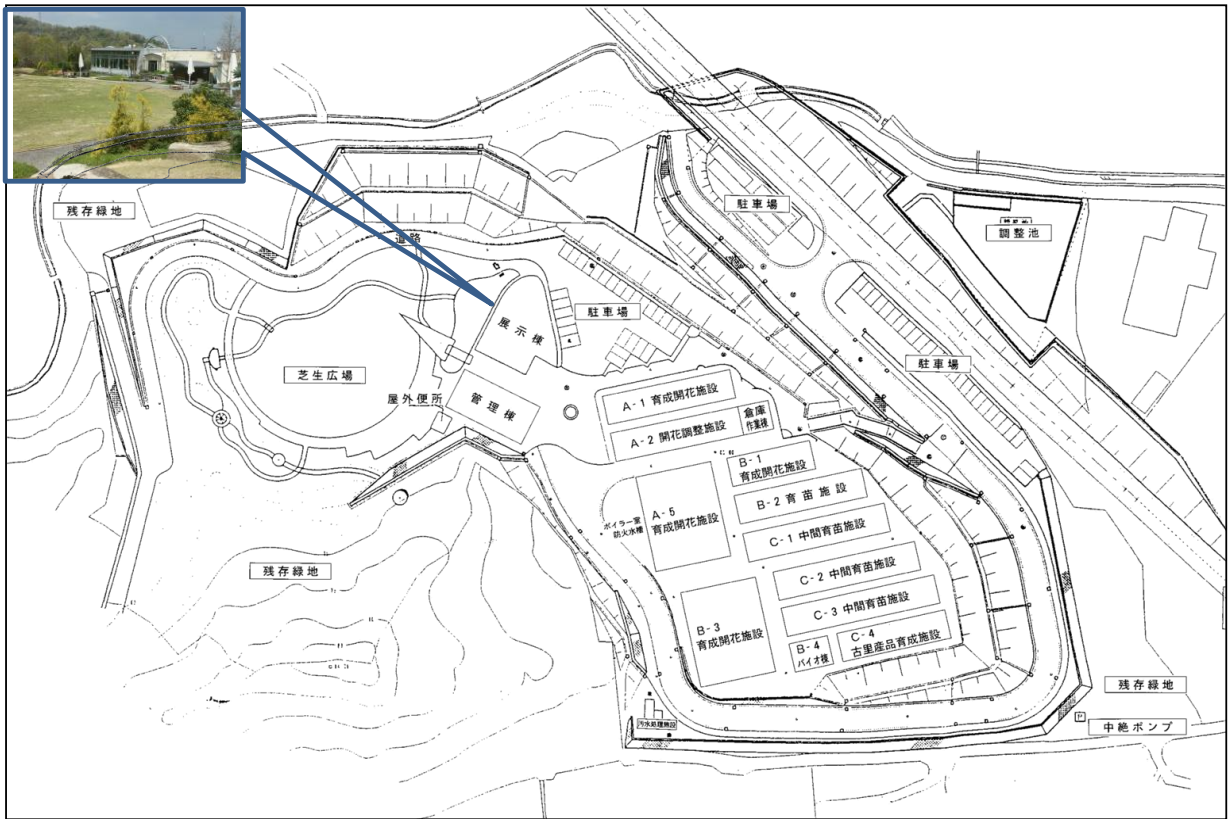 残存緑地
道路
駐車場
調整池
展示棟
駐車場
駐車場
芝生広場
屋外便所
管理棟
A-1 育成開花施設
A-2 開花調整施設
倉庫
作業棟
B-1
育成開花施設
A-5
育成開花施設
B-2 育苗施設
ボイラー室
防火水槽
C-1 中間育苗施設
残存緑地
C-2 中間育苗施設
C-3 中間育苗施設
B-3
育成開花施設
B-4
バイオ棟
C-4
古里産品育成施設
残存緑地
汚水処理施設
P
中絶ポンプ